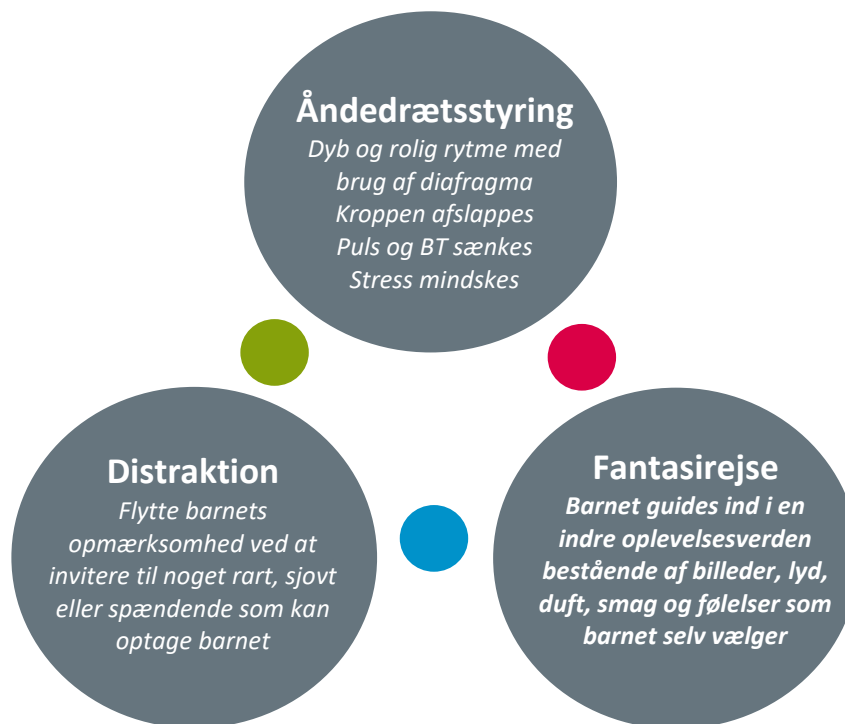 Åndedrætsstyring
Dyb og rolig rytme med
brug af diafragma
Kroppen afslappes
Puls og BT sænkes
Stress mindskes
Distraktion
Flytte barnets
opmærksomhed ved at
invitere til noget rart, sjovt
eller spændende som kan
optage barnet
Fantasirejse
Barnet guides ind i en
indre oplevelsesverden
bestående af billeder, lyd,
duft, smag og følelser som
barnet selv vælger